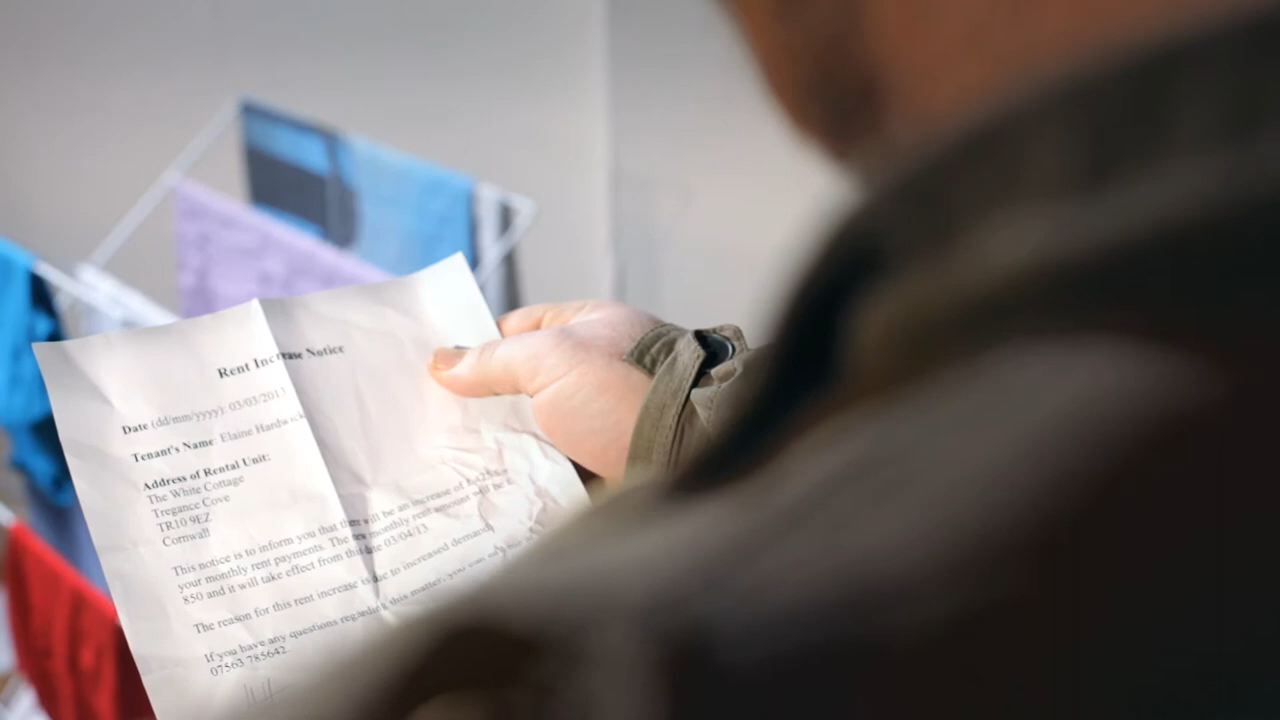 Rent Increase Notice
Date (dd/mm/yyyy): 03/03/2013
Tenant's Name: Elaine Hardwick
Address of Rental Unit:
The White Cottage
Tregance Cove
TR10 9EZ
Cornwall
This notice is to inform you that there will be an increase of
your monthly rent payments. The new monthly rent amount will be £
850 and it will take effect from this date 03/04/13.
The reason for this rent increase is due to increased demand
If you have any questions regarding this matter, you can
07563 785642.